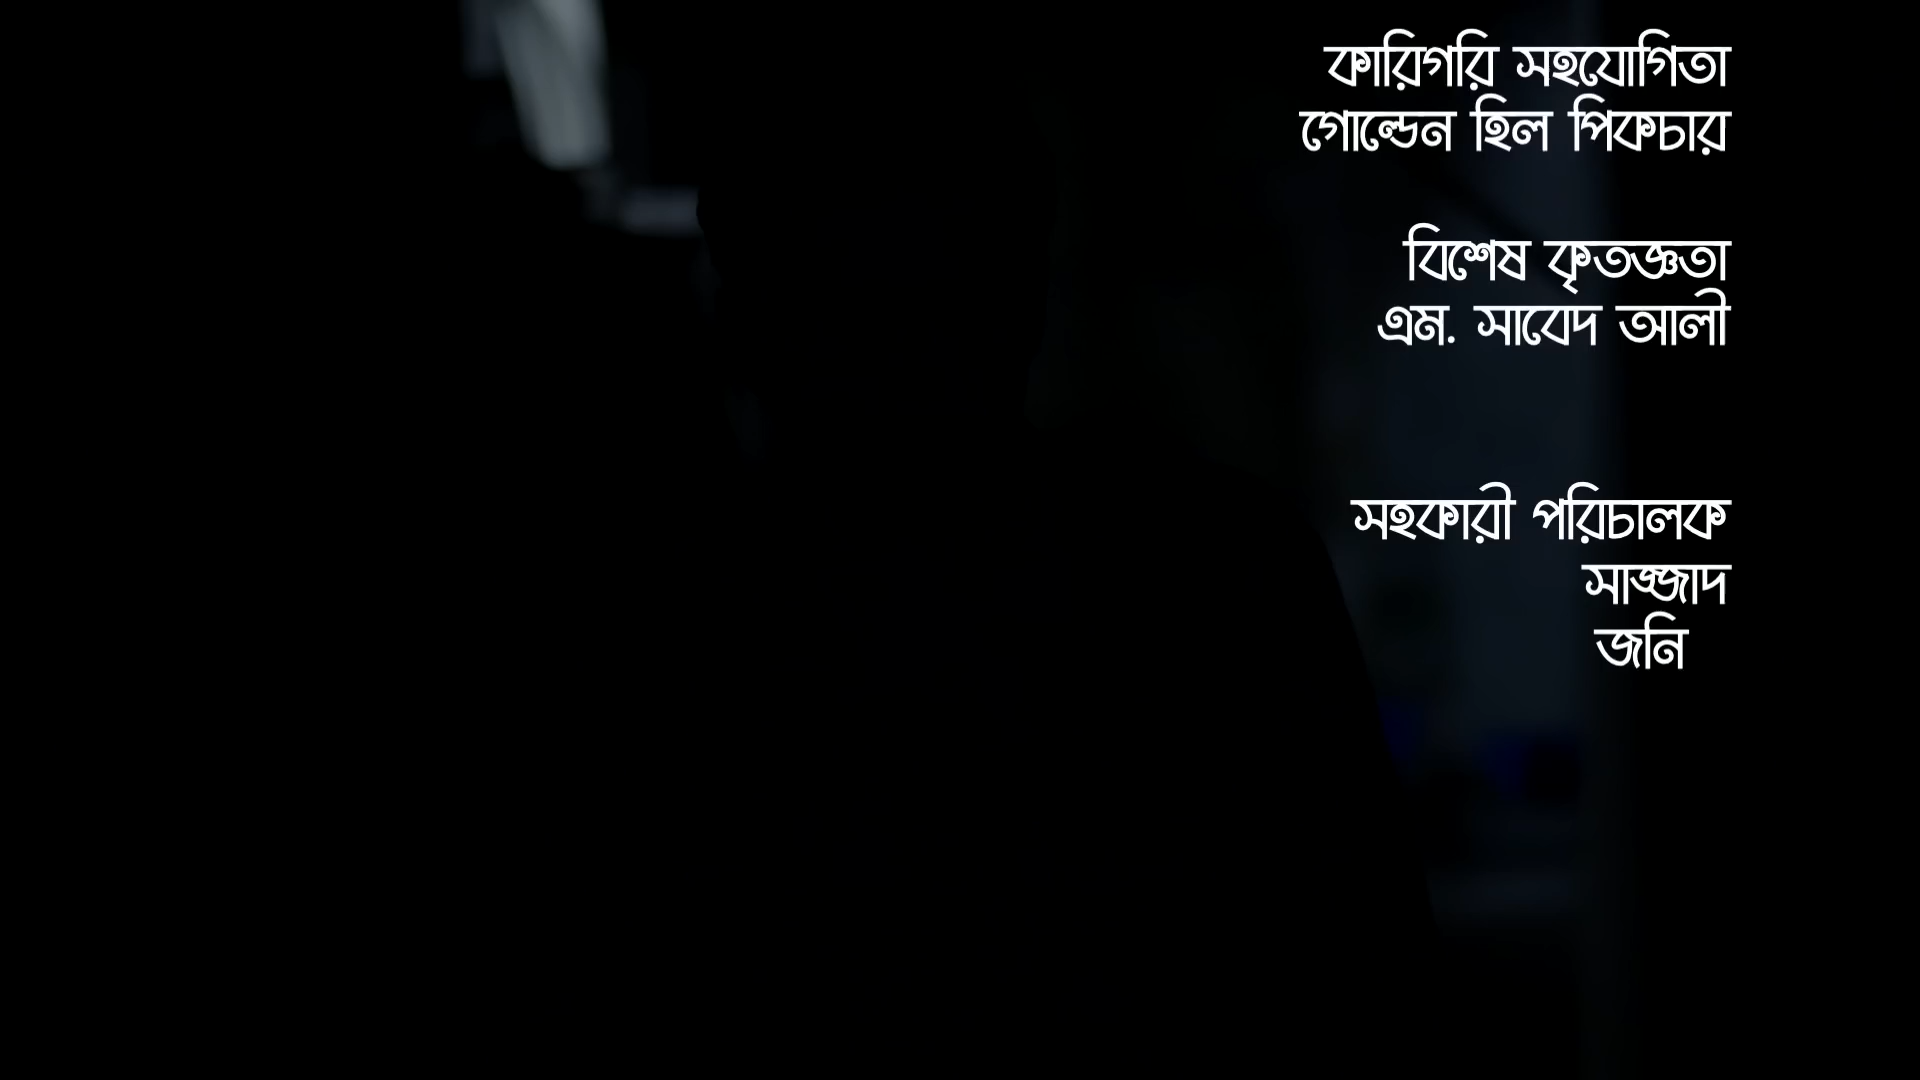 কারিগরি সহযোগিতা
গোল্ডেন হিল পিকচার
বিশেষ কৃতজ্ঞতা
এম. সাবেদ আলী
সহকারী পরিচালক
সাজ্জাদ
জনি